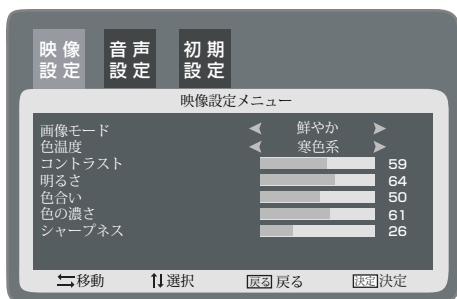 映像 音声 初期
設定 設定 設定
映像設定メニュー
画像モード 鮮やか
色温度 寒色系
コントラスト 59
明るさ 64
色合い 50
色の濃さ 61
シャープネス 26
移動 選択 戻る 戻る 決定 決定